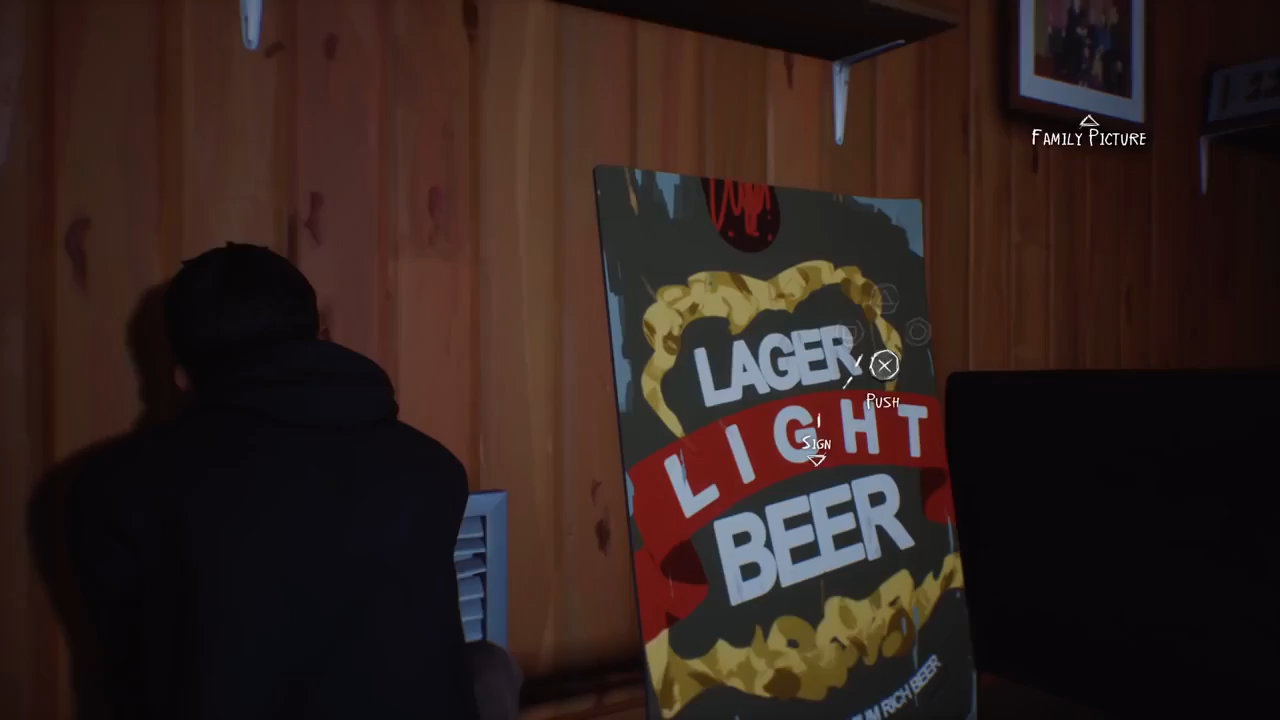 FAMILY PICTURE
LAGER
PUSH
LIGHT
SIGN
BEER
RICH BEER